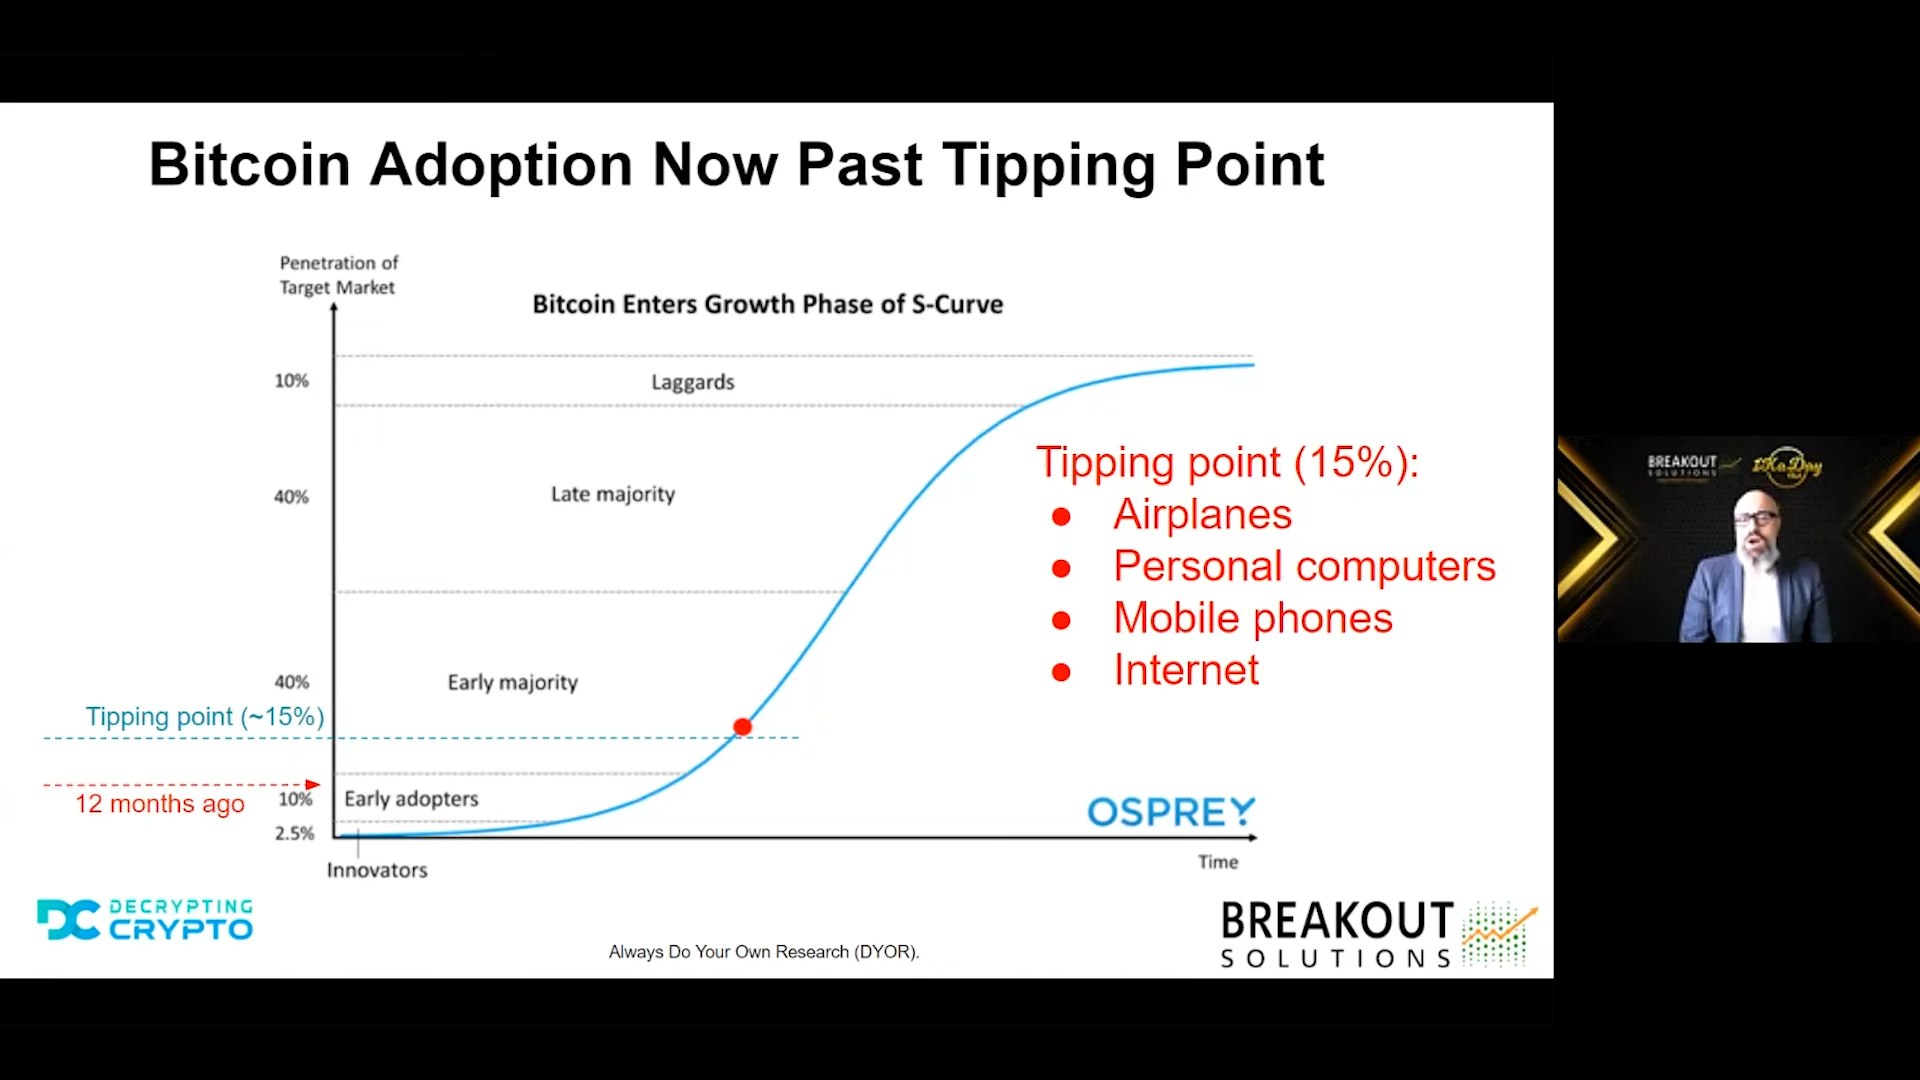 Bitcoin Adoption Now Past Tipping Point
Penetration of
Target Market
Bitcoin Enters Growth Phase of S-Curve
10%
Laggards
40%
Late majority
Tipping point (15%):
● Airplanes
● Personal computers
● Mobile phones
● Internet
40%
Early majority
Tipping point (~15%)
12 months ago
10%
Early adopters
2.5%
Innovators
OSPREY
Time
DECRYPTING
CRYPTO
Always Do Your Own Research (DYOR).
BREAKOUT
SOLUTIONS
BREAKOUT
SOLUTIONS
1KaDay